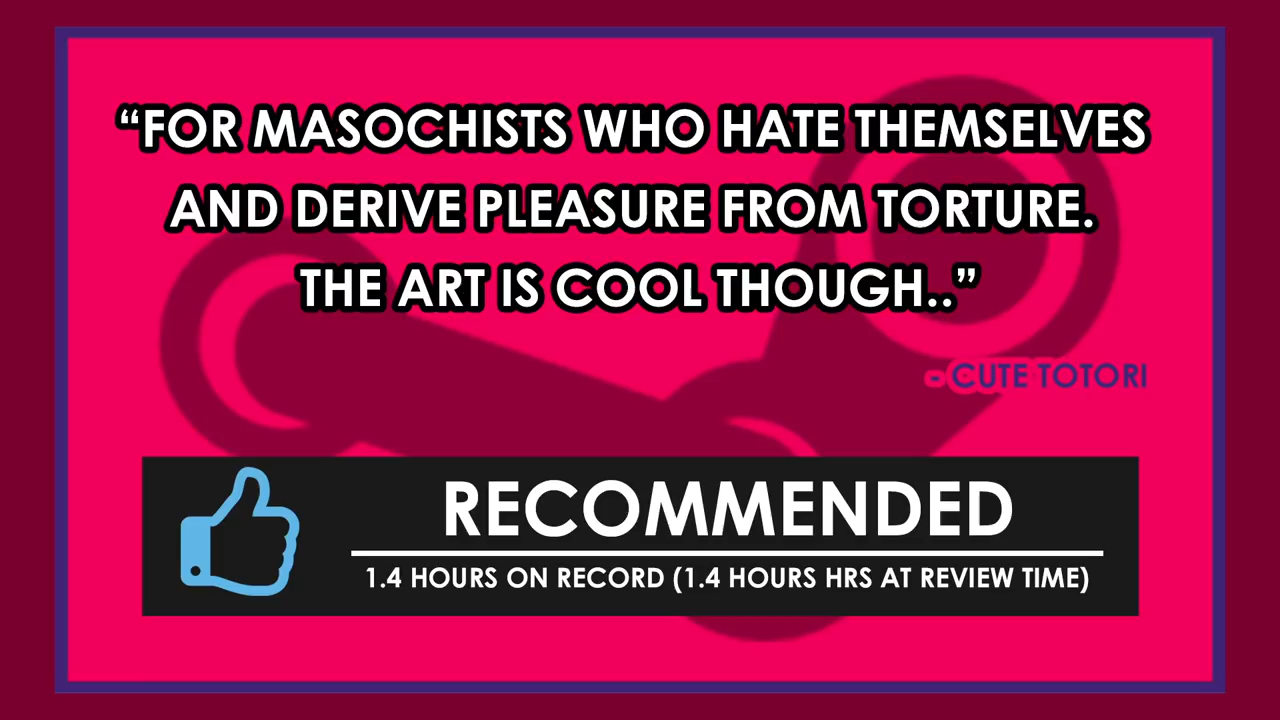 “FOR MASOCHISTS WHO HATE THEMSELVES
AND DERIVE PLEASURE FROM TORTURE.
THE ART IS COOL THOUGH..”
- CUTE TOTORI
RECOMMENDED
1.4 HOURS ON RECORD (1.4 HOURS HRS AT REVIEW TIME)